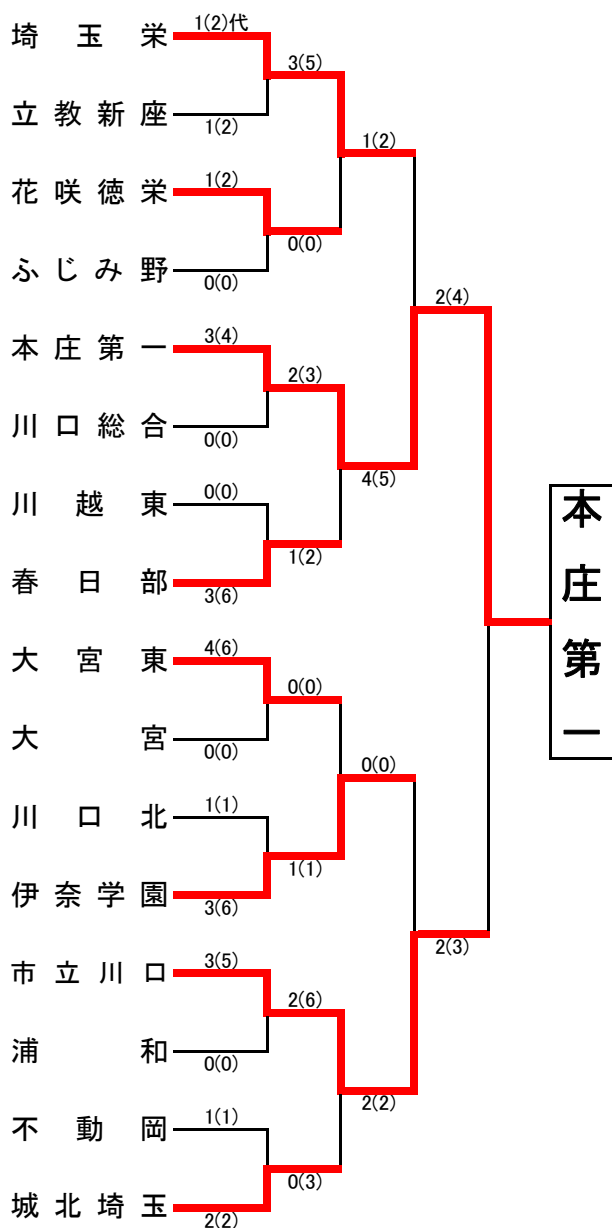 埼玉栄 1(2)代
3(5)
立教新座 1(2)
1(2)
花咲徳栄 1(2)
0(0)
ふじみ野 0(0)
2(4)
本庄第一 3(4)
2(3)
川口総合 0(0)
4(5)
川越東 0(0)
1(2)
春日部 3(6)
本庄第一
大宮東 4(6)
0(0)
大宮 0(0)
0(0)
川口北 1(1)
1(1)
伊奈学園 3(6)
2(3)
市立川口 3(5)
2(6)
浦和 0(0)
2(2)
不動岡 1(1)
0(3)
城北埼玉 2(2)